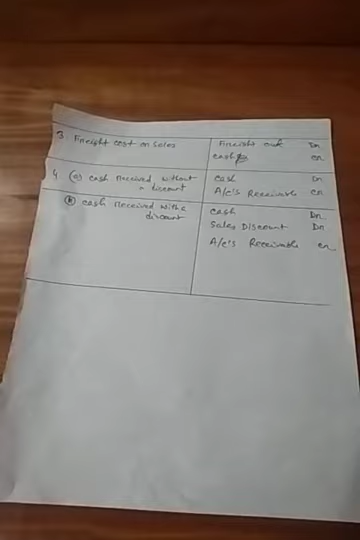 3 Freight cost on Sales
Freight out Dr
cash cr
4 (a) cash received without
a discount
cash Dr
A/c's Receivable cr
(B) cash received with a
discount
cash Dr
Sales Discount Dr
A/c's Receivable cr